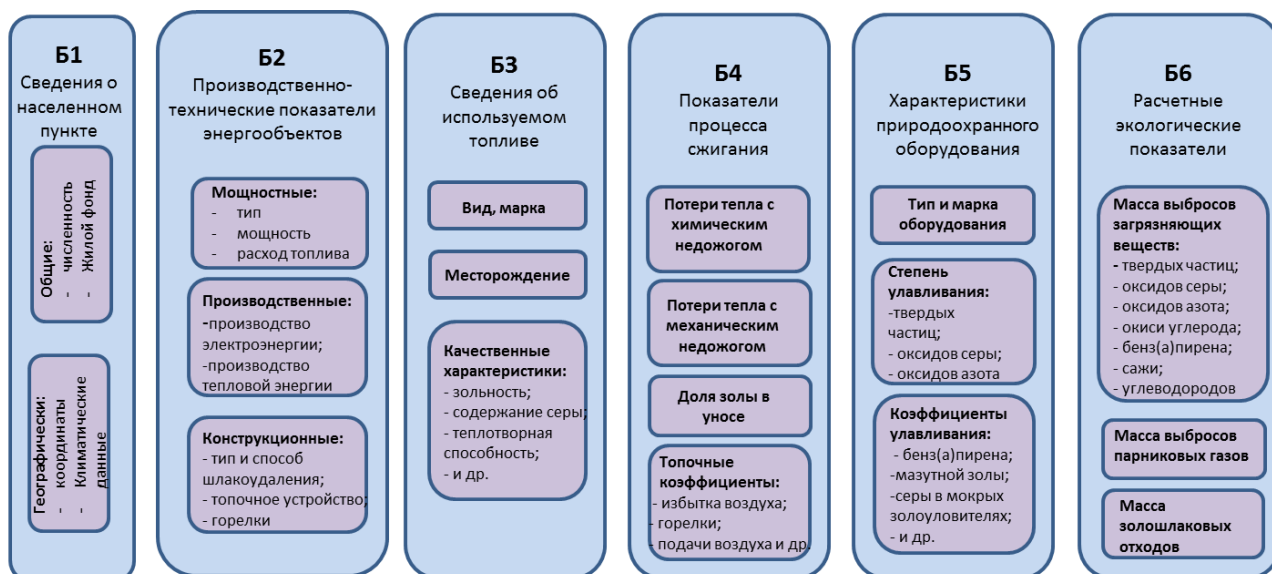 Б1
Сведения о
населенном
пункте
Общие:
- численность
- Жилой фонд
Географически:
- координаты
- Климатические
данные
Б2
Производственно-
технические показатели
энергообъектов
Мощностные:
- тип
- мощность
- расход топлива
Производственные:
-производство
электроэнергии;
-производство
тепловой энергии
Конструкционные:
- тип и способ
шлакоудаления;
- топочное устройство;
- горелки
Б3
Сведения об
используемом
топливе
Вид, марка
Месторождение
Качественные
характеристики:
- зольность;
- содержание серы;
- теплотворная
способность;
- и др.
Б4
Показатели
процесса
сжигания
Потери тепла с
химическим
недожогом
Потери тепла с
механическим
недожогом
Доля золы в
уносе
Топочные
коэффициенты:
- избытка воздуха;
- горелки;
- подачи воздуха и др.
Б5
Характеристики
природоохранного
оборудования
Тип и марка
оборудования
Степень
улавливания:
-твердых
частиц;
- оксидов серы;
- оксидов азота
Коэффициенты
улавливания:
- бенз(а)пирена;
-мазутной золы;
-серы в мокрых
золоуловителях;
- и др.
Б6
Расчетные
экологические
показатели
Масса выбросов
загрязняющих
веществ:
- твердых частиц;
- оксидов серы;
- оксидов азота;
- окиси углерода;
- бенз(а)пирена;
- сажи;
- углеводородов
Масса выбросов
парниковых газов
Масса
золошлаковых
отходов